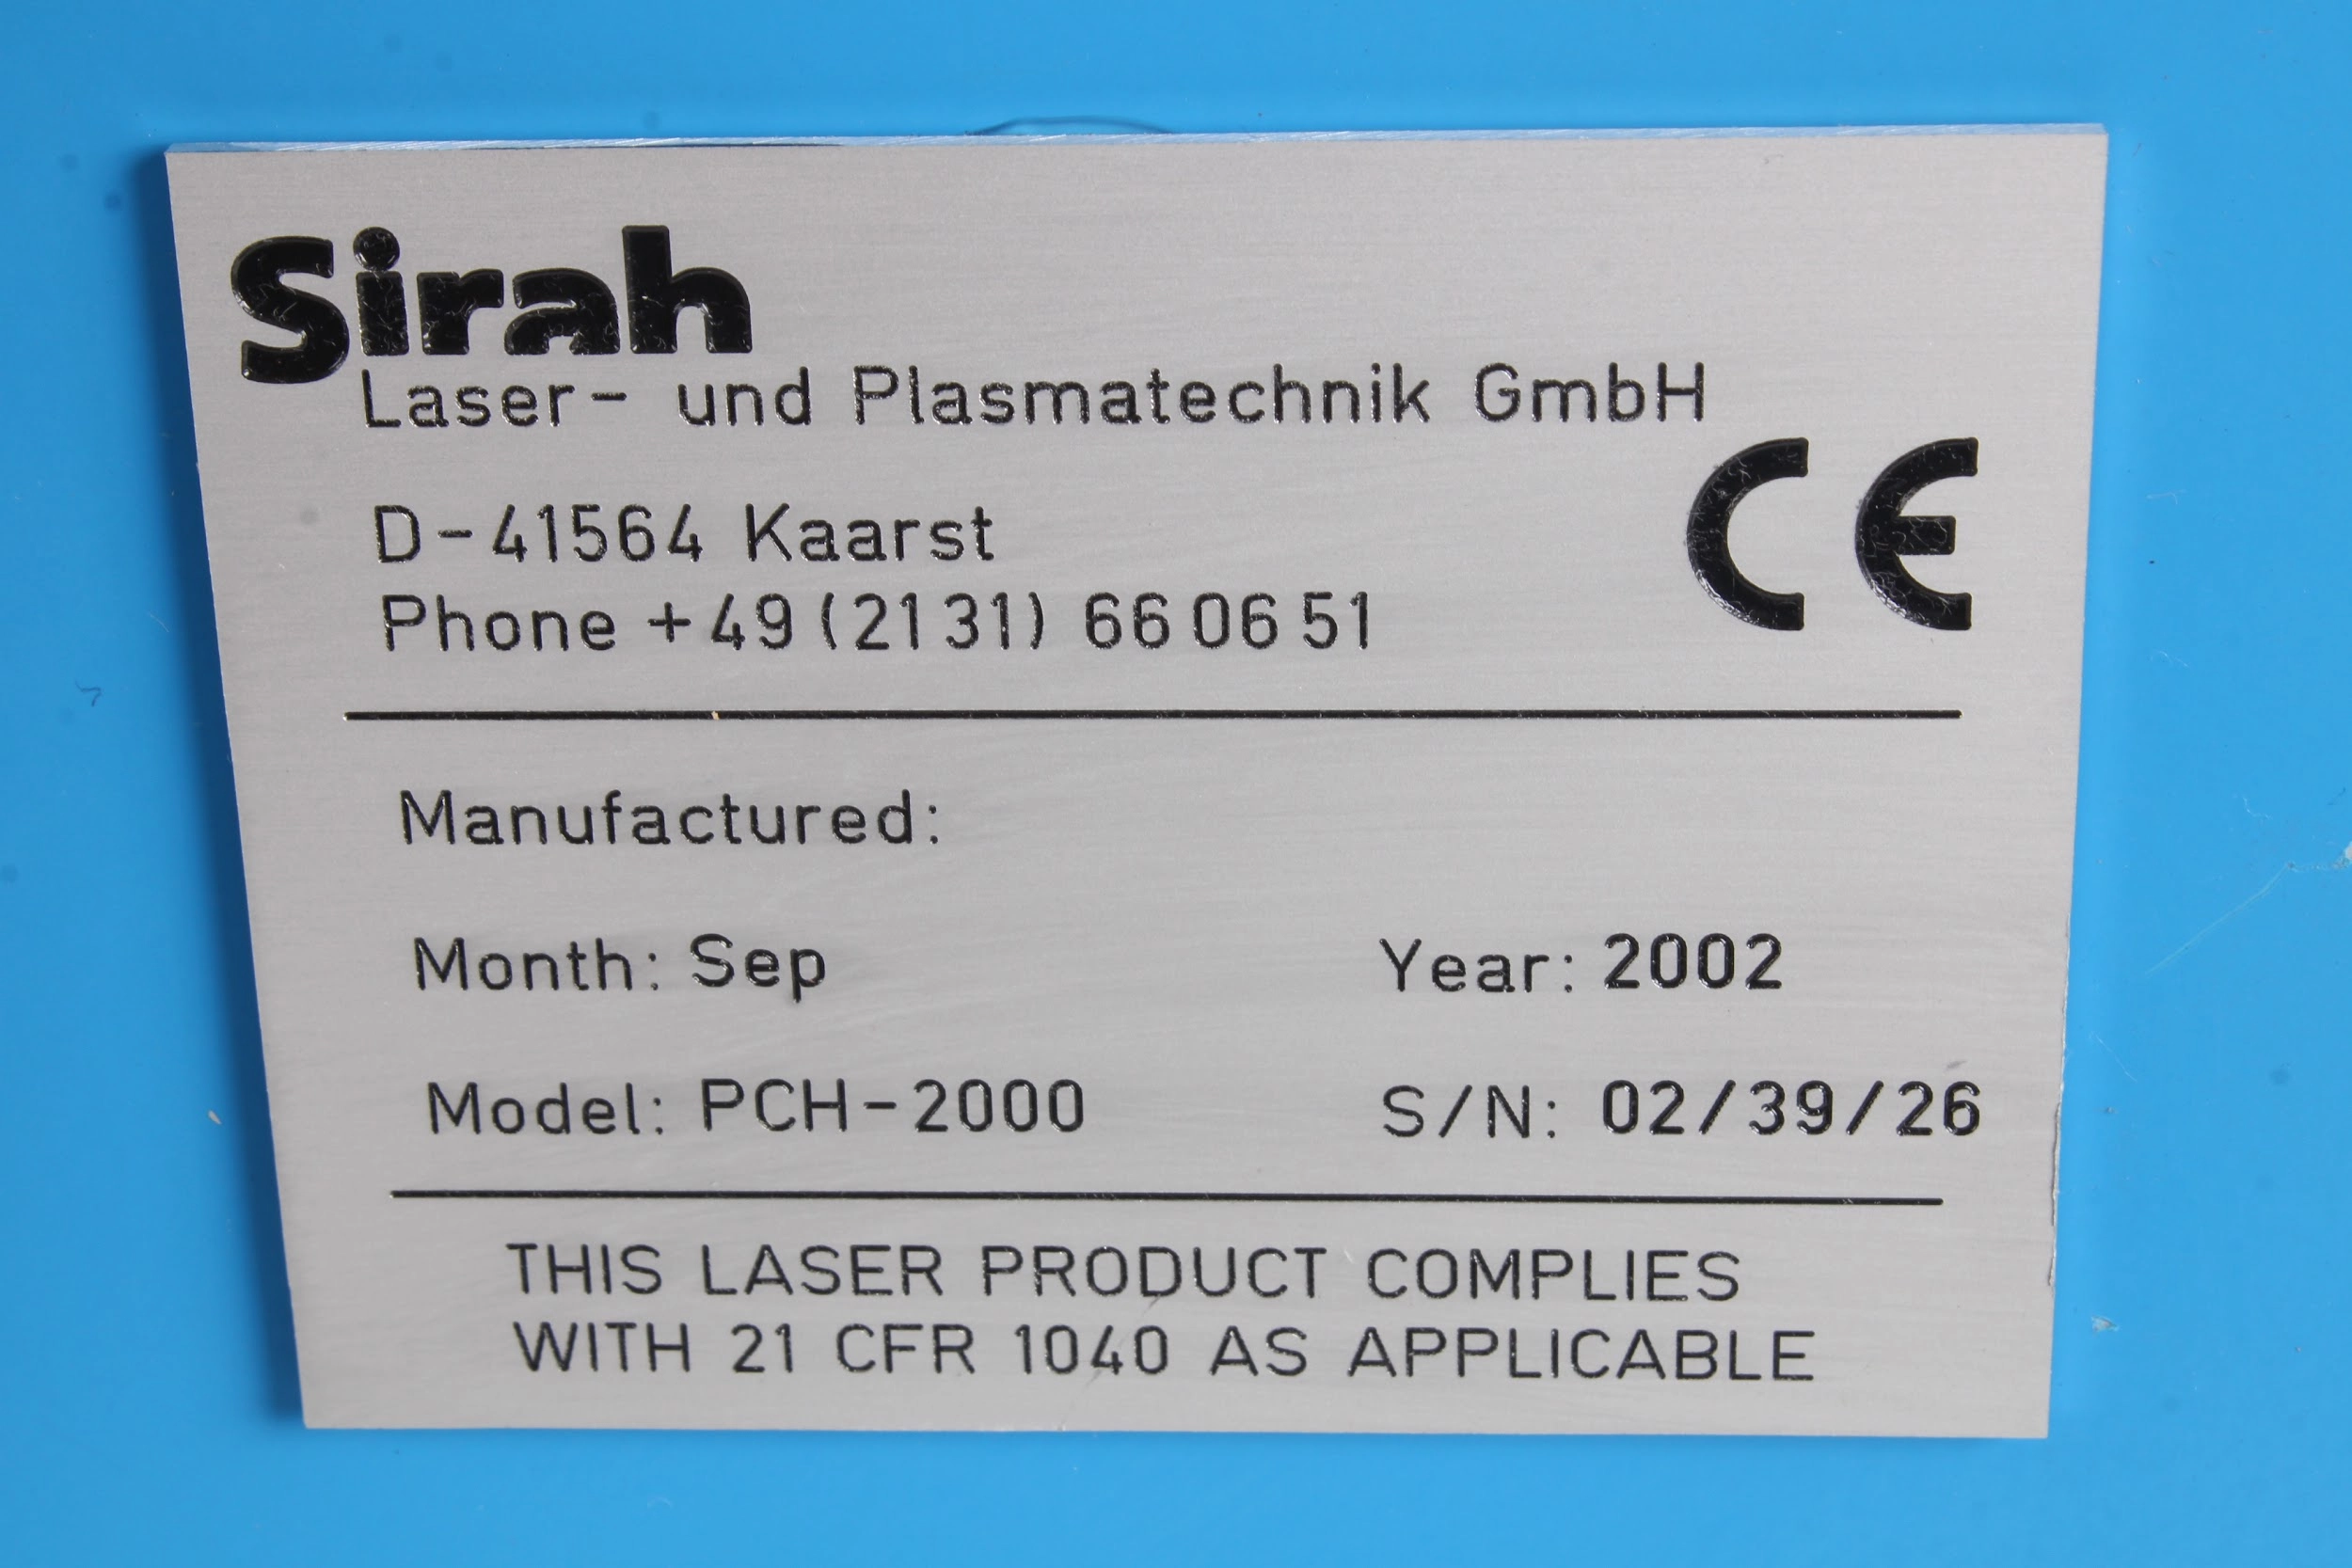 Sirah
Laser- und Plasmatechnik GmbH
CE
D-41564 Kaarst
Phone +49 (2131) 66 06 51
Manufactured:
Month: Sep Year: 2002
Model: PCH-2000 S/N: 02/39/26
THIS LASER PRODUCT COMPLIES
WITH 21 CFR 1040 AS APPLICABLE